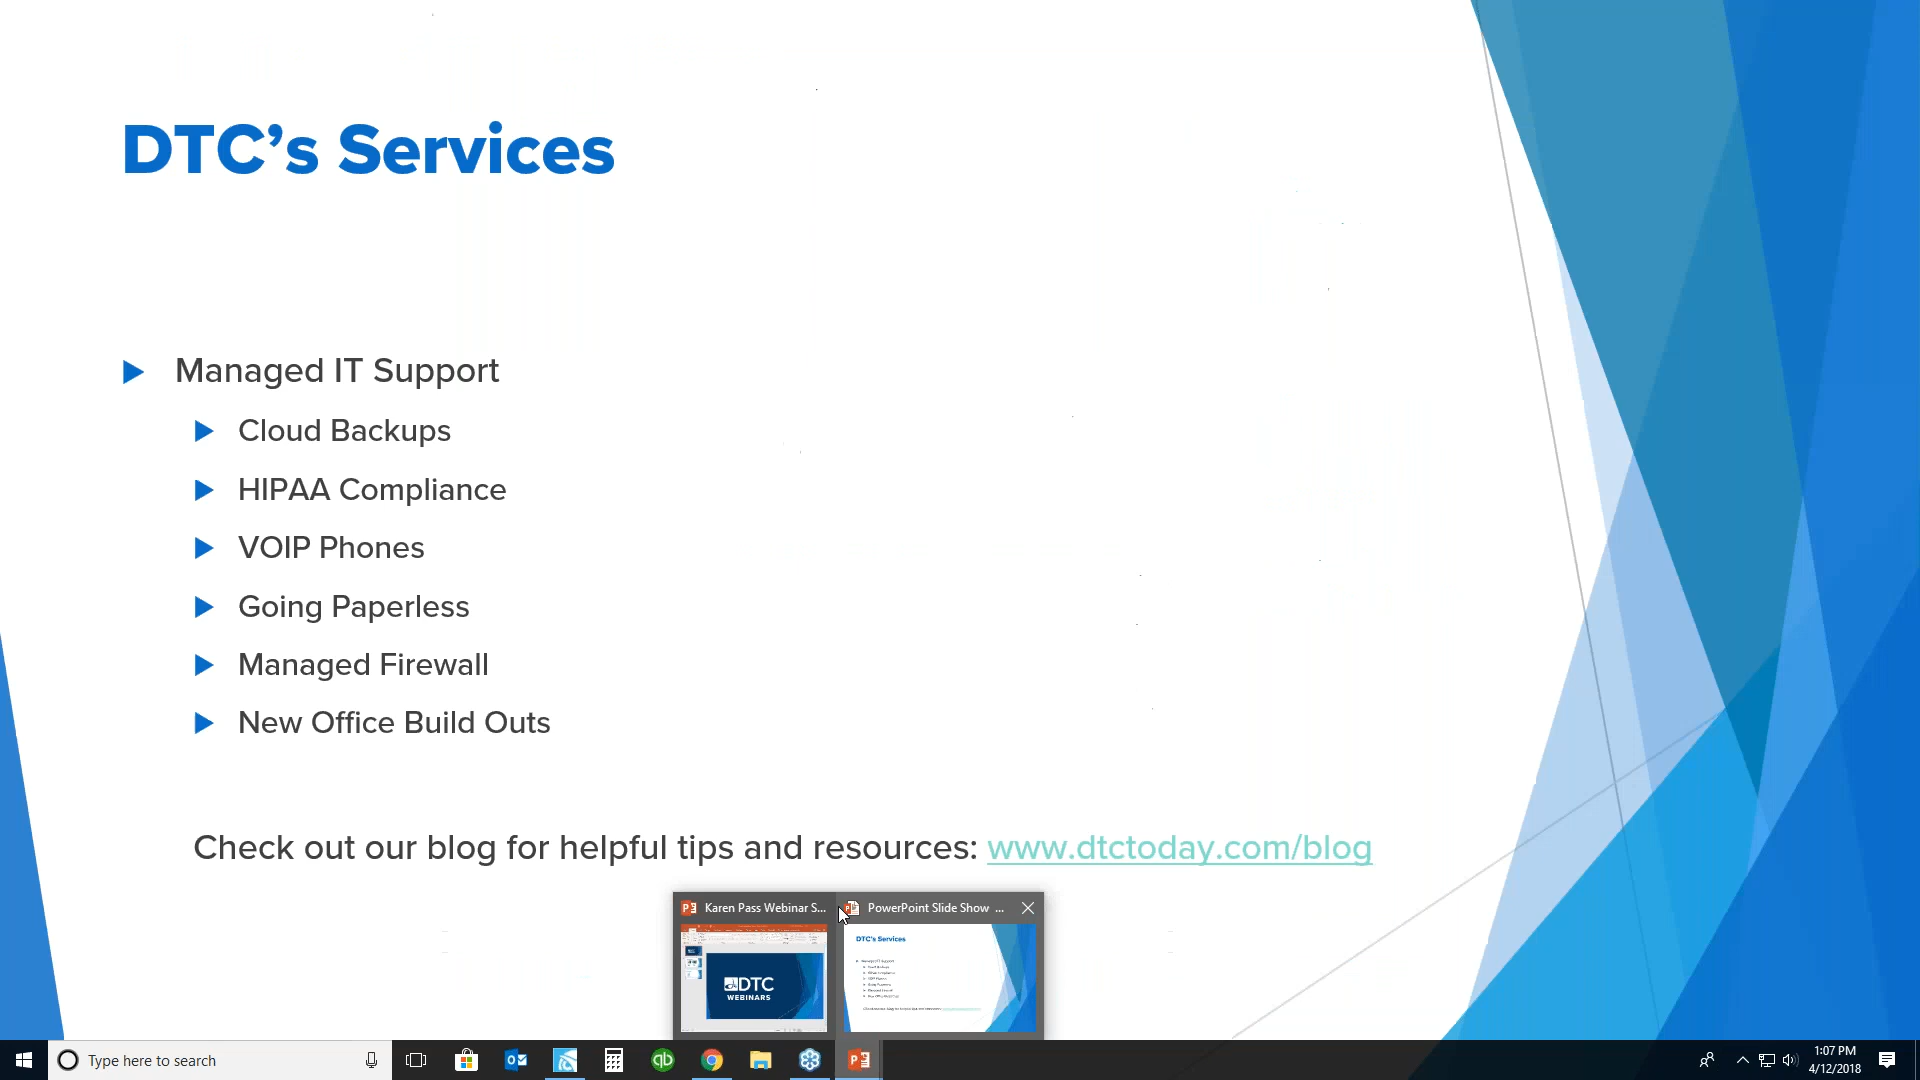 DTC’s Services
Managed IT Support
Cloud Backups
HIPAA Compliance
VOIP Phones
Going Paperless
Managed Firewall
New Office Build Outs
Check out our blog for helpful tips and resources: www.dtctoday.com/blog
Karen Pass Webinar S...
PowerPoint Slide Show ...
DTC
WEBINARS
DTC's Services
Type here to search
1:07 PM
4/12/2018